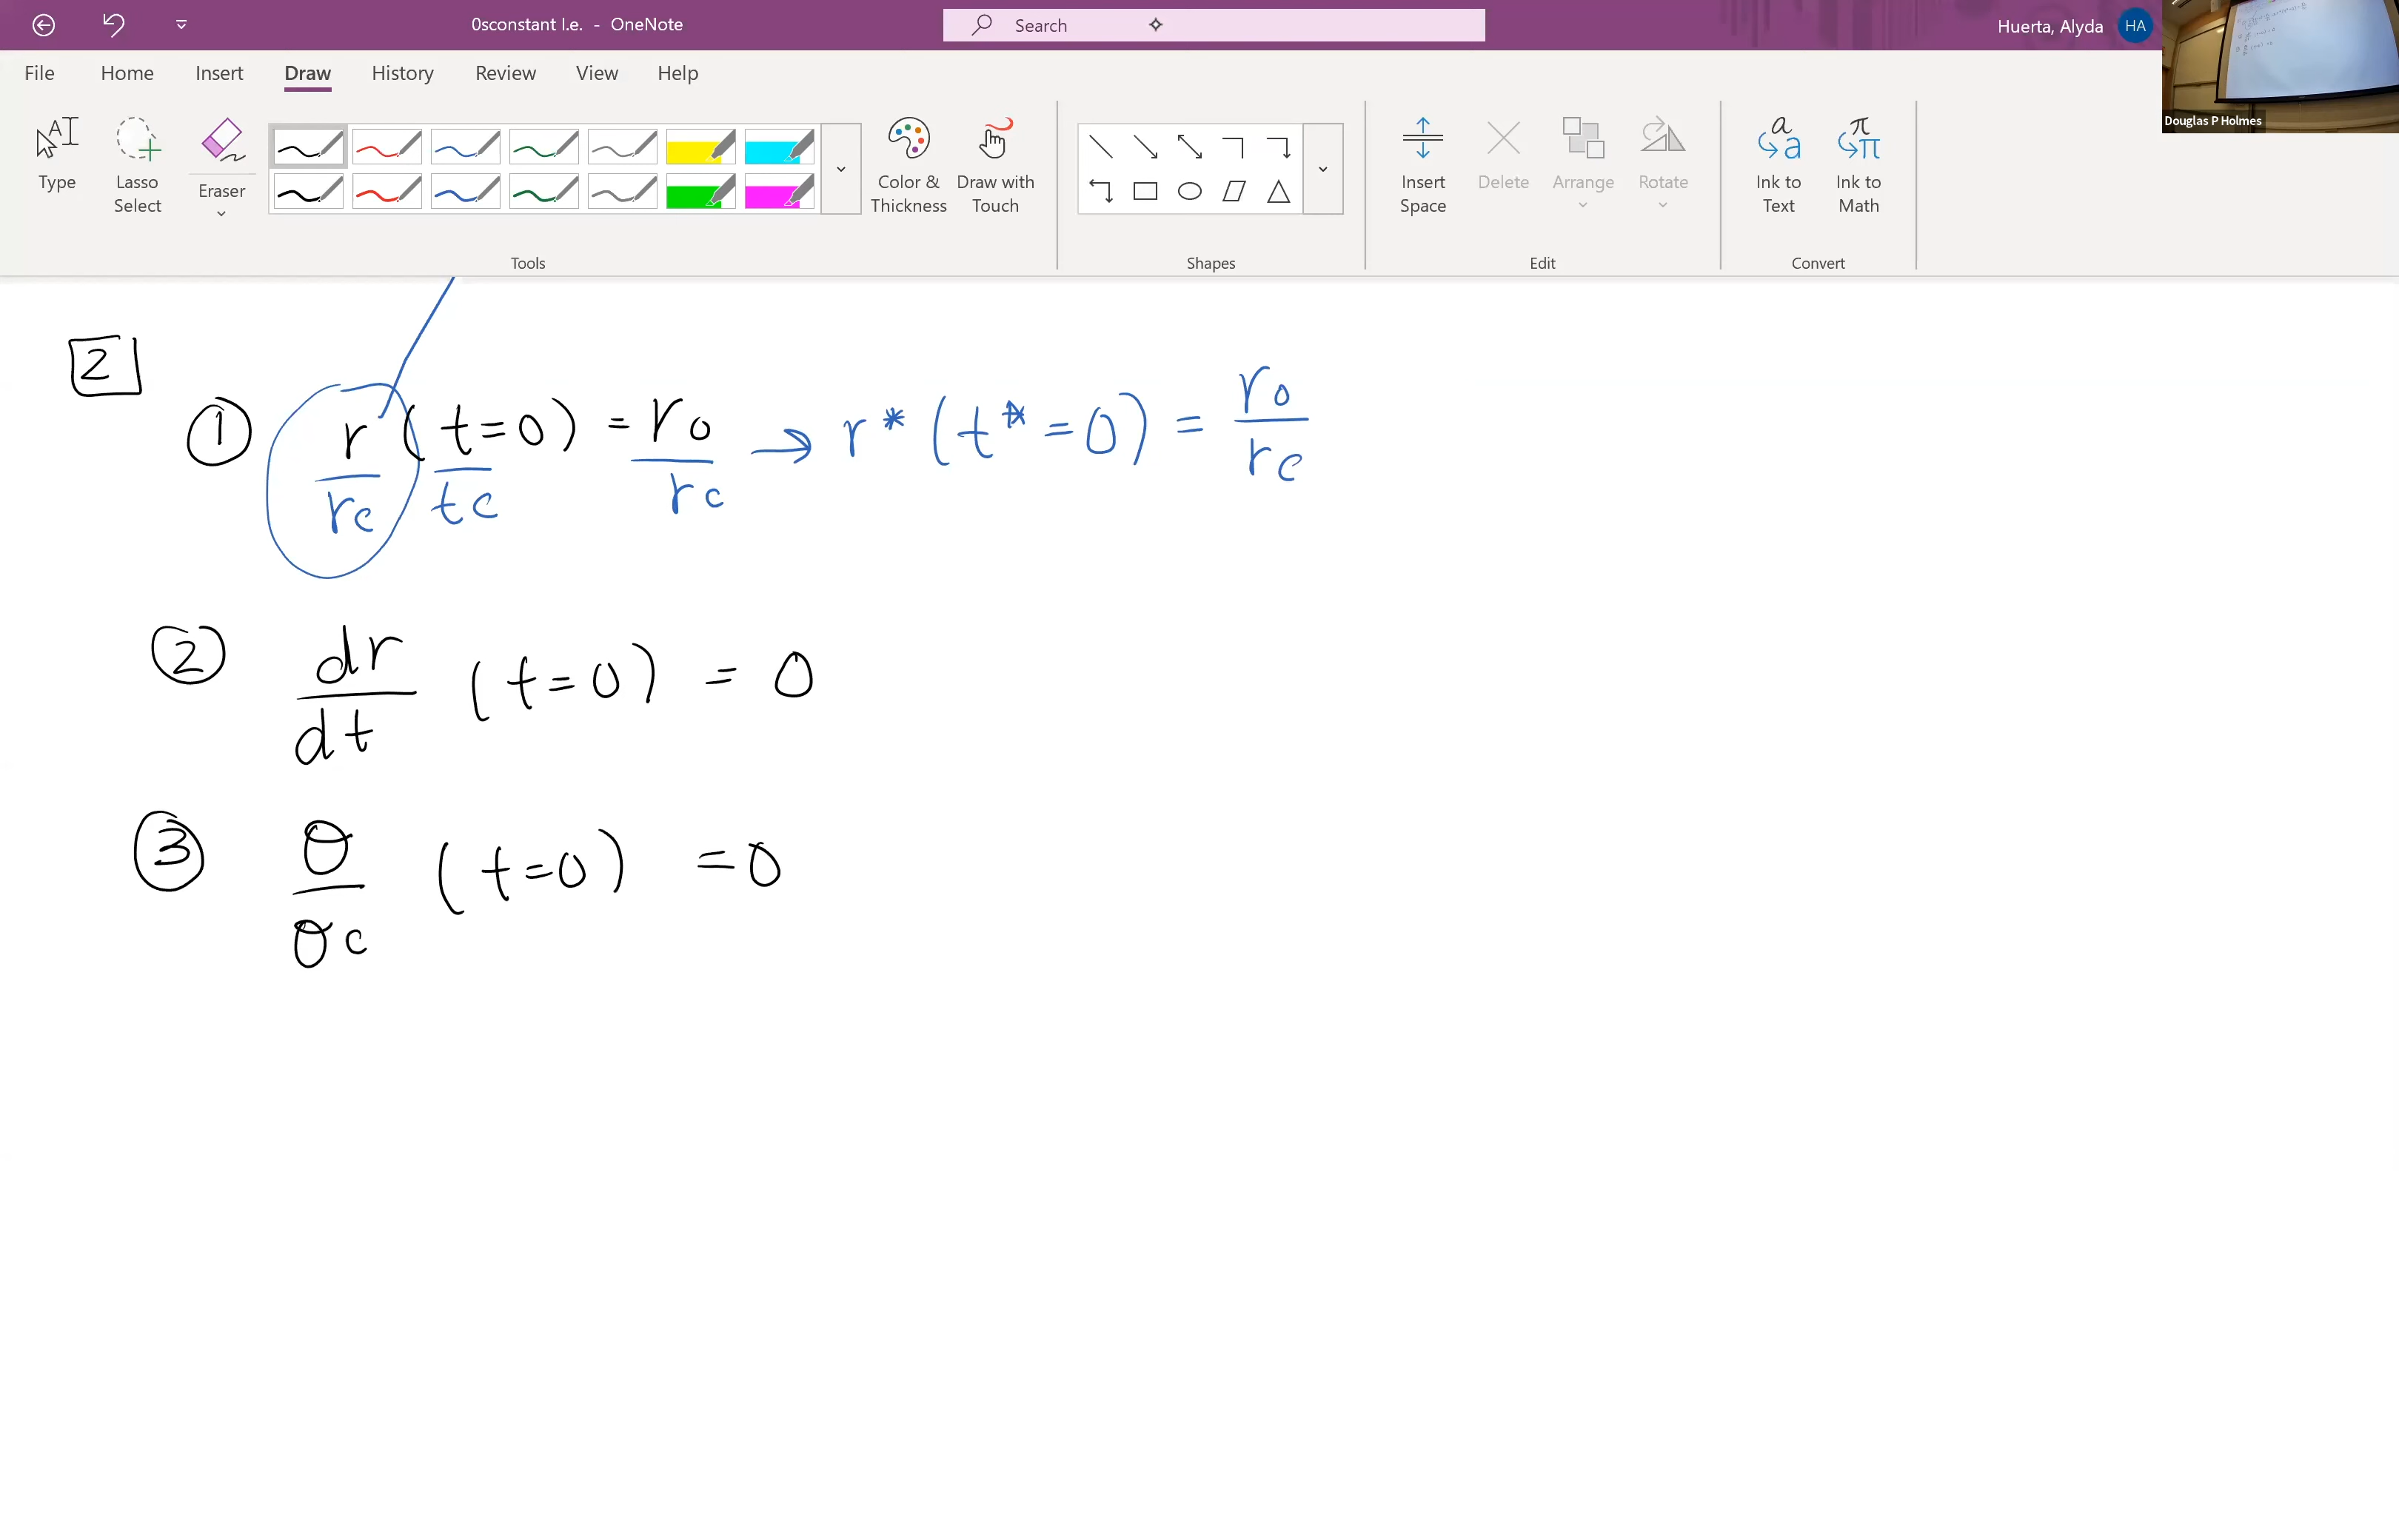 0sconstant I.e. - OneNote
Search
Huerta, Alyda
HA
Douglas P Holmes
File Home Insert Draw History Review View Help
Type
Lasso Select
Eraser
Color & Thickness
Draw with Touch
Insert Space
Delete
Arrange
Rotate
Ink to Text
Ink to Math
Tools
Shapes
Edit
Convert
2
① r/rc (t=0/tc) = r0/rc → r* (t* = 0) = r0/rc
② dr/dt (t=0) = 0
③ θ/θc (t=0) = 0